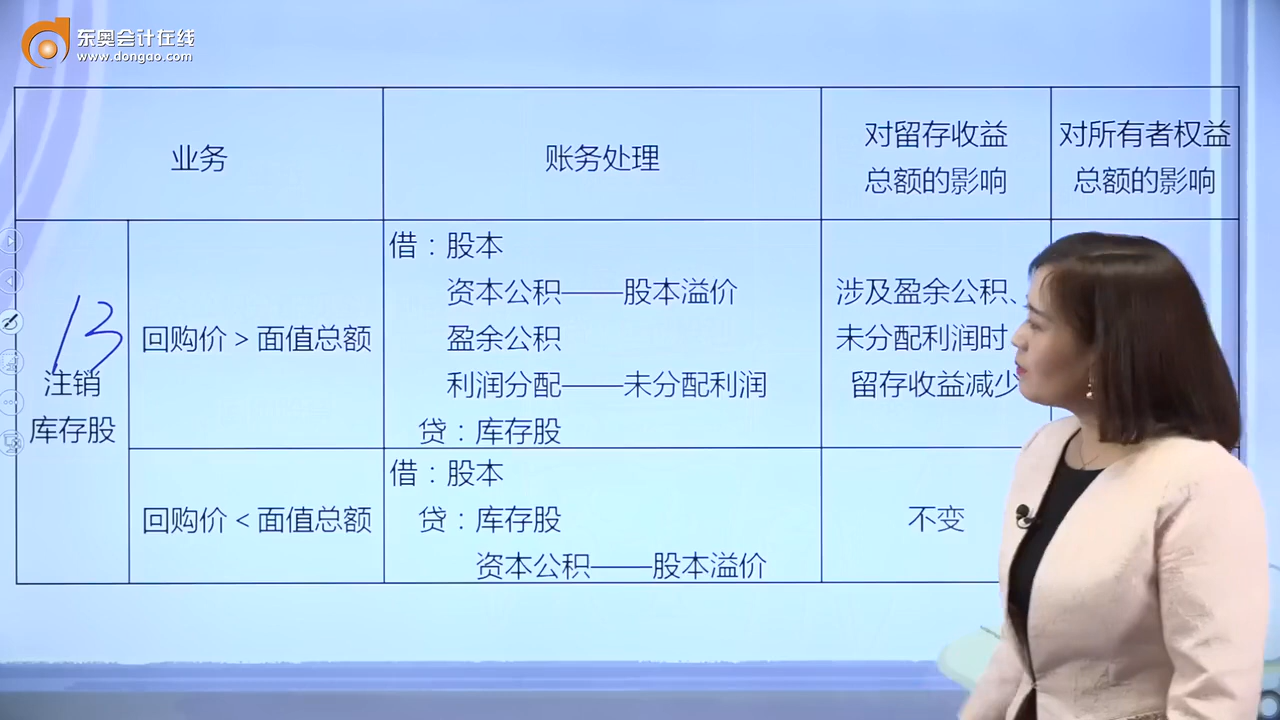 东奥会计在线
www.dongao.com
业务
账务处理
对留存收益
总额的影响
对所有者权益
总额的影响
13
注销
库存股
回购价>面值总额
借:股本
资本公积——股本溢价
盈余公积
利润分配——未分配利润
贷:库存股
涉及盈余公积、
未分配利润时
留存收益减少
回购价<面值总额
借:股本
贷:库存股
资本公积——股本溢价
不变